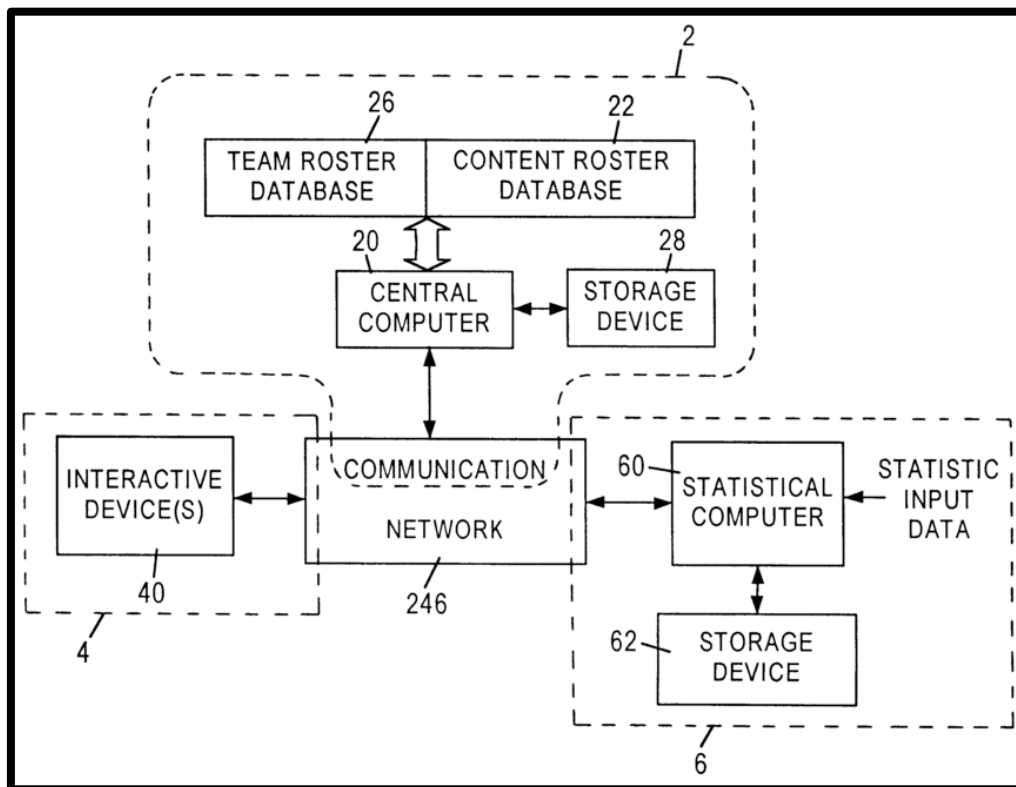 2
26
22
TEAM ROSTER
DATABASE
CONTENT ROSTER
DATABASE
20
28
CENTRAL
COMPUTER
STORAGE
DEVICE
INTERACTIVE
DEVICE(S)
40
4
COMMUNICATION
NETWORK
246
60
STATISTICAL
COMPUTER
STATISTIC
INPUT
DATA
62
STORAGE
DEVICE
6